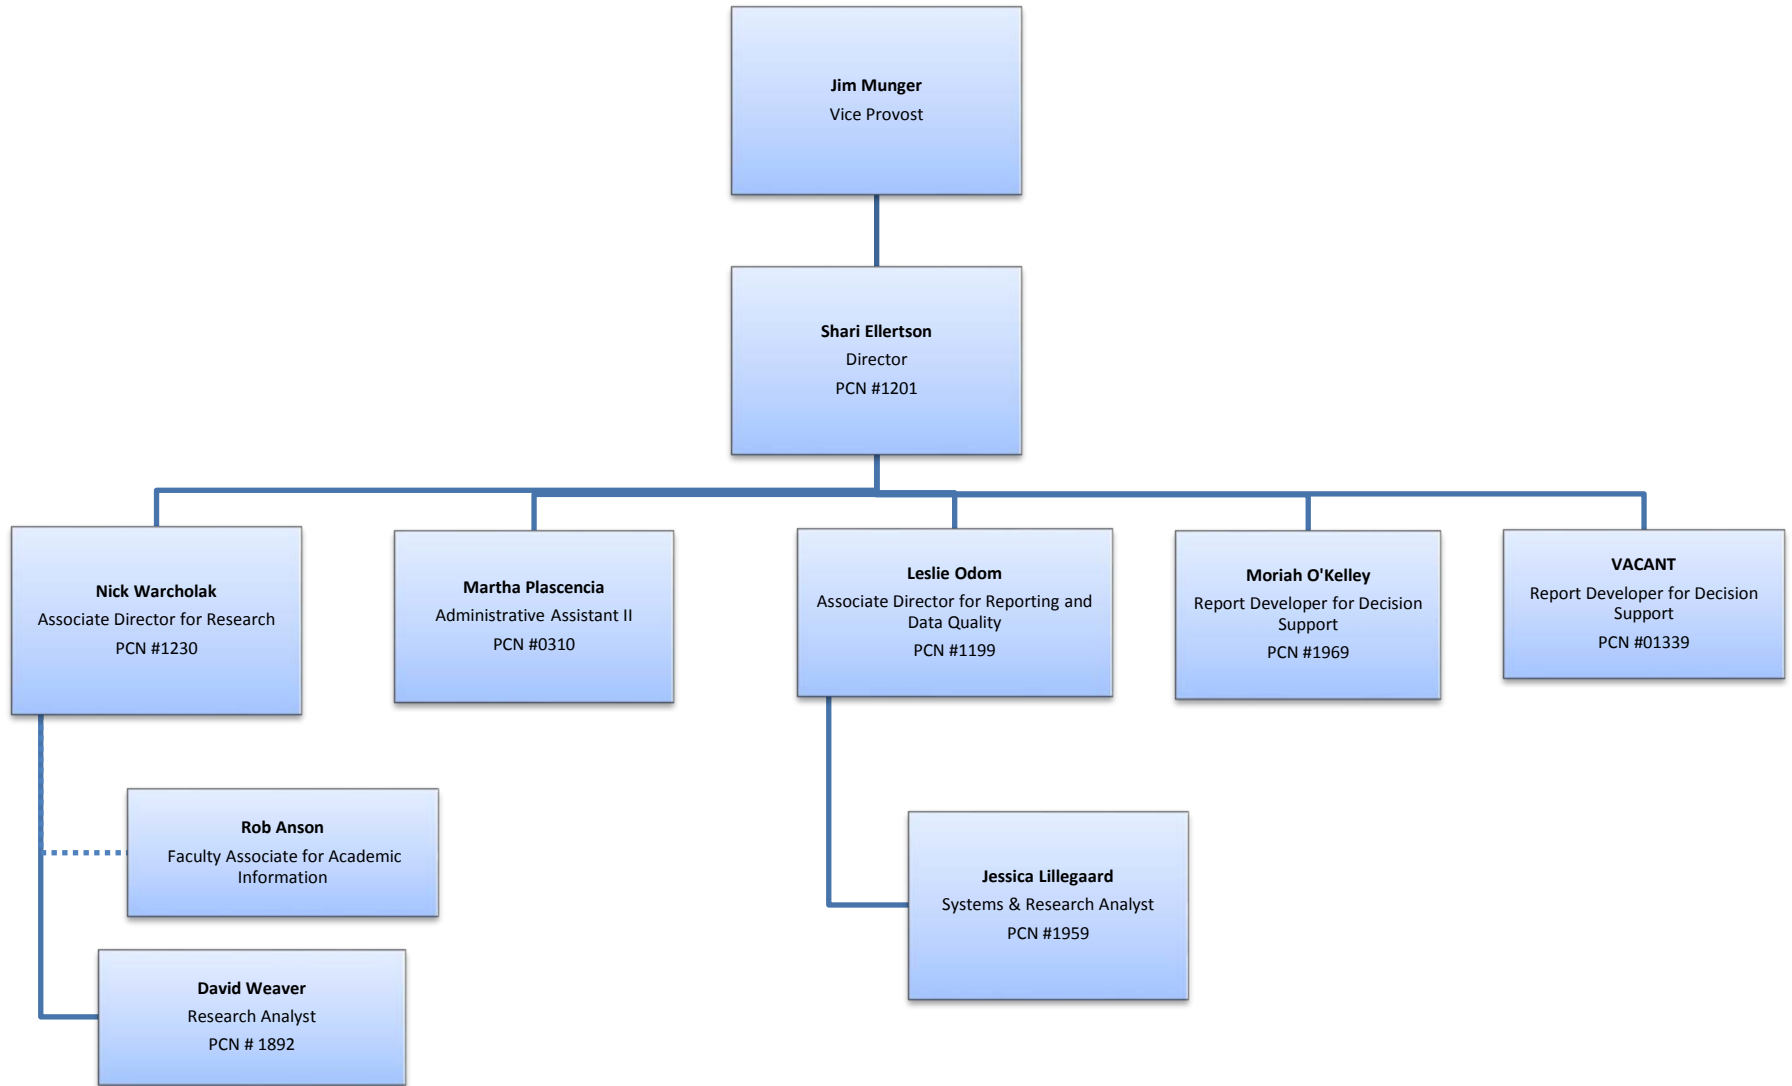 Jim Munger
Vice Provost
Shari Ellertson
Director
PCN #1201
Nick Warcholak
Associate Director for Research
PCN #1230
Martha Plascencia
Administrative Assistant II
PCN #0310
Leslie Odom
Associate Director for Reporting and
Data Quality
PCN #1199
Moriah O'Kelley
Report Developer for Decision
Support
PCN #1969
VACANT
Report Developer for Decision
Support
PCN #01339
Rob Anson
Faculty Associate for Academic
Information
Jessica Lillegaard
Systems & Research Analyst
PCN #1959
David Weaver
Research Analyst
PCN # 1892